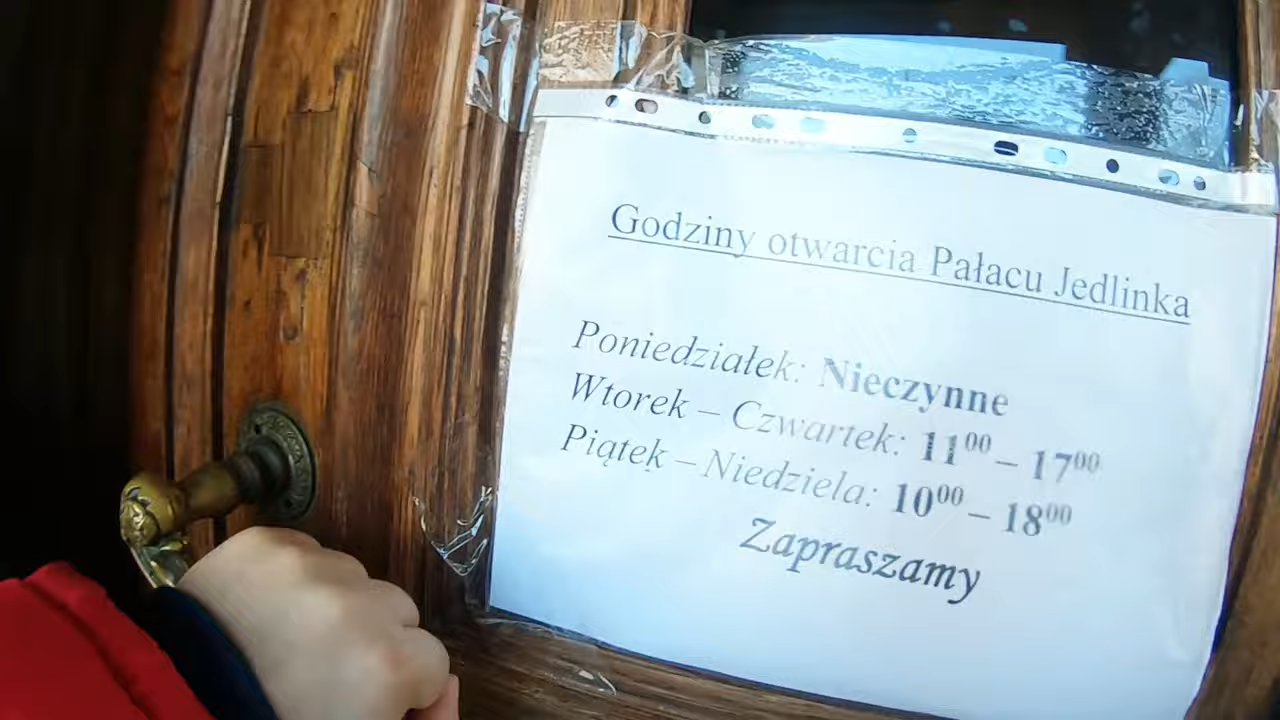 Godziny otwarcia Pałacu Jedlinka
Poniedziałek: Nieczynne
Wtorek – Czwartek: 11⁰⁰ – 17⁰⁰
Piątek – Niedziela: 10⁰⁰ – 18⁰⁰
Zapraszamy